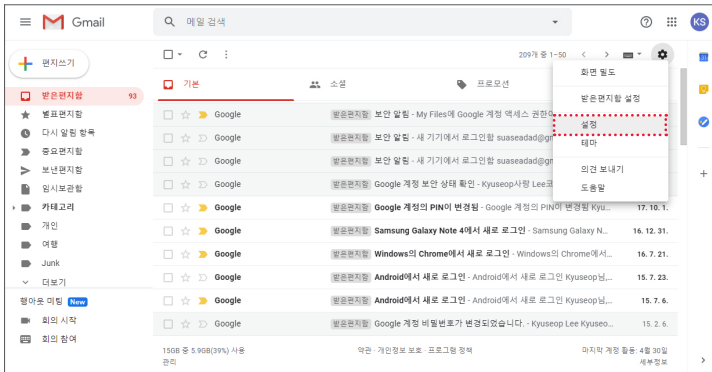 Gmail
메일 검색
KS
편지쓰기
209개 중 1-50
받은편지함 93
별표편지함
다시 알림 항목
중요편지함
보낸편지함
임시보관함
카테고리
개인
여행
Junk
더보기
행아웃 미팅 New
회의 시작
회의 참여
기본 소셜 프로모션
Google 받은편지함 보안 알림 - My Files에 Google 계정 액세스 권한이
Google 받은편지함 보안 알림 - 새 기기에서 로그인함 suaseadad@gm
Google 받은편지함 보안 알림 - 새 기기에서 로그인함 suaseadad@gm
Google 받은편지함 Google 계정 보안 상태 확인 - Kyuseop사랑 Lee코
Google 받은편지함 Google 계정의 PIN이 변경됨 - Google 계정의 PIN이 변경됨 Kyu... 17. 10. 1.
Google 받은편지함 Samsung Galaxy Note 4에서 새로 로그인 - Samsung Galaxy N... 16. 12. 31.
Google 받은편지함 Windows의 Chrome에서 새로 로그인 - Windows의 Chrome에서... 16. 7. 21.
Google 받은편지함 Android에서 새로 로그인 - Android에서 새로 로그인 Kyuseop님,... 15. 7. 23.
Google 받은편지함 Android에서 새로 로그인 - Android에서 새로 로그인 Kyuseop님,... 15. 7. 6.
Google 받은편지함 Google 계정 비밀번호가 변경되었습니다. - Kyuseop Lee Kyuseo... 15. 2. 6.
화면 밀도
받은편지함 설정
설정
테마
의견 보내기
도움말
15GB 중 5.9GB(39%) 사용
관리
약관 · 개인정보 보호 · 프로그램 정책
마지막 계정 활동: 4월 30일
세부정보